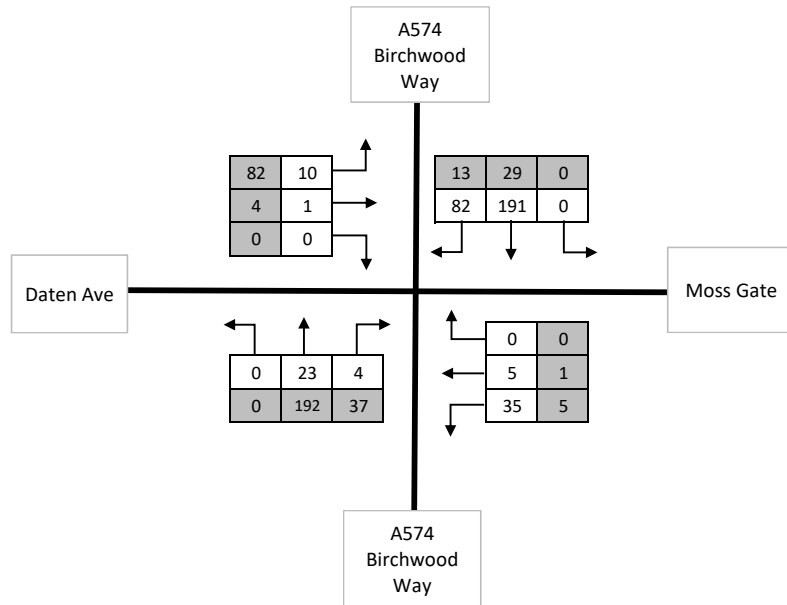 A574
Birchwood
Way
82 10
4 1
0 0
13 29 0
82 191 0
Daten Ave
Moss Gate
0 23 4
0 192 37
0 0
5 1
35 5
A574
Birchwood
Way